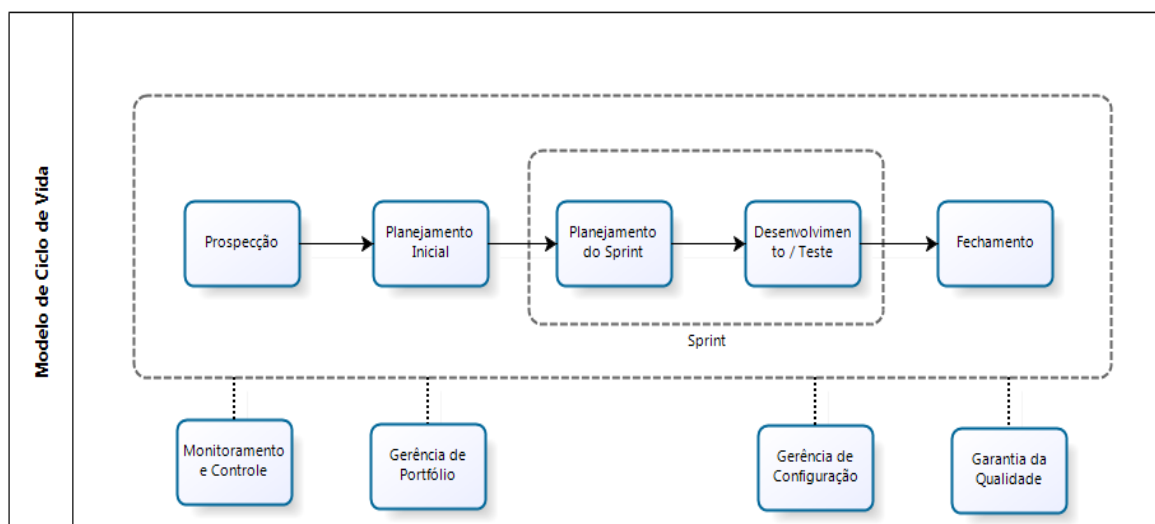 Modelo de Ciclo de Vida
Prospecção
Planejamento
Inicial
Planejamento
do Sprint
Desenvolvimen
to / Teste
Fechamento
Sprint
Monitoramento
e Controle
Gerência de
Portfólio
Gerência de
Configuração
Garantia da
Qualidade